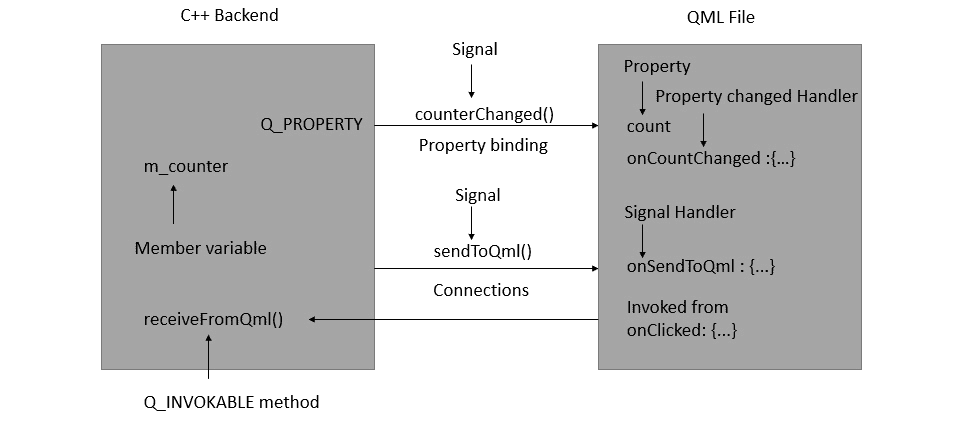 C++ Backend
QML File
Signal
Property
Property changed Handler
counterChanged()
Q_PROPERTY
count
Property binding
onCountChanged :{...}
m_counter
Signal
Signal Handler
Member variable
sendToQml()
onSendToQml : {...}
Connections
Invoked from
receiveFromQml()
onClicked: {...}
Q_INVOKABLE method